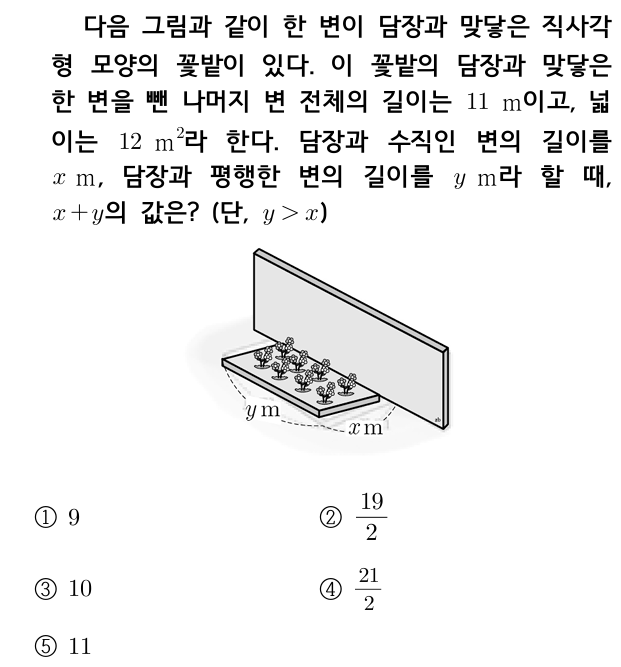 다음 그림과 같이 한 변이 담장과 맞닿은 직사각
형 모양의 꽃밭이 있다. 이 꽃밭의 담장과 맞닿은
한 변을 뺀 나머지 변 전체의 길이는 11 m이고, 넓
이는 12 m²라 한다. 담장과 수직인 변의 길이를
x m, 담장과 평행한 변의 길이를 y m라 할 때,
x+y의 값은? (단, y > x)
y m
x m
① 9
② 19/2
③ 10
④ 21/2
⑤ 11